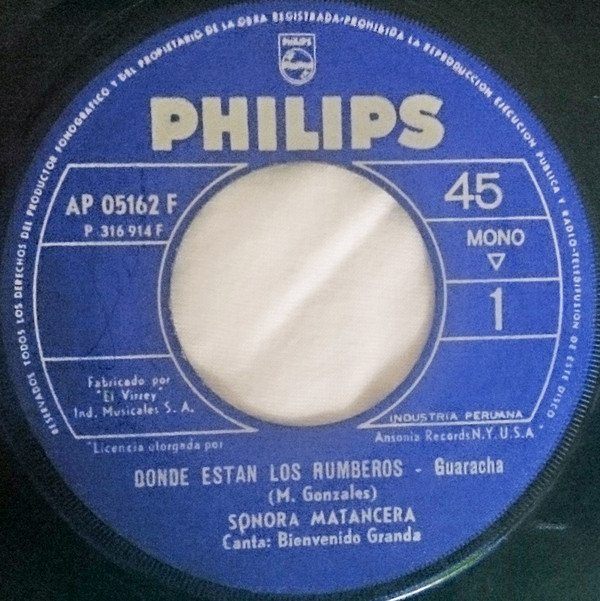 RESERVADOS TODOS LOS DERECHOS DEL PRODUCTOR FONOGRAFICO Y DEL PROPIETARIO DE LA OBRA REGISTRADA-PROHIBIDA LA REPRODUCCION EJECUCION PUBLICA Y RADIO-TELEDIFUSION DE ESTE DISCO
PHILIPS
PHILIPS
AP 05162 F
P 316 914 F
45
MONO
1
Fabricado por
"El Virrey"
Ind. Musicales S. A.
INDUSTRIA PERUANA
"Licencia otorgada por
Ansonia Records N.Y. U.S.A
DONDE ESTAN LOS RUMBEROS - Guaracha
(M. Gonzales)
SONORA MATANCERA
Canta: Bienvenido Granda